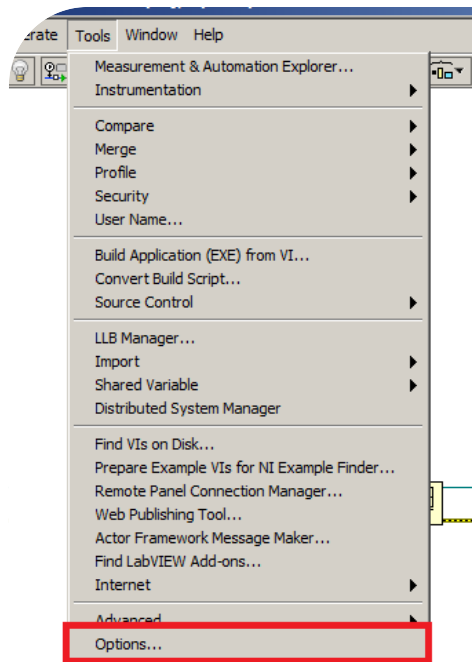 Tools Window Help
Measurement & Automation Explorer...
Instrumentation
Compare
Merge
Profile
Security
User Name...
Build Application (EXE) from VI...
Convert Build Script...
Source Control
LLB Manager...
Import
Shared Variable
Distributed System Manager
Find VIs on Disk...
Prepare Example VIs for NI Example Finder...
Remote Panel Connection Manager...
Web Publishing Tool...
Actor Framework Message Maker...
Find LabVIEW Add-ons...
Internet
Advanced
Options...